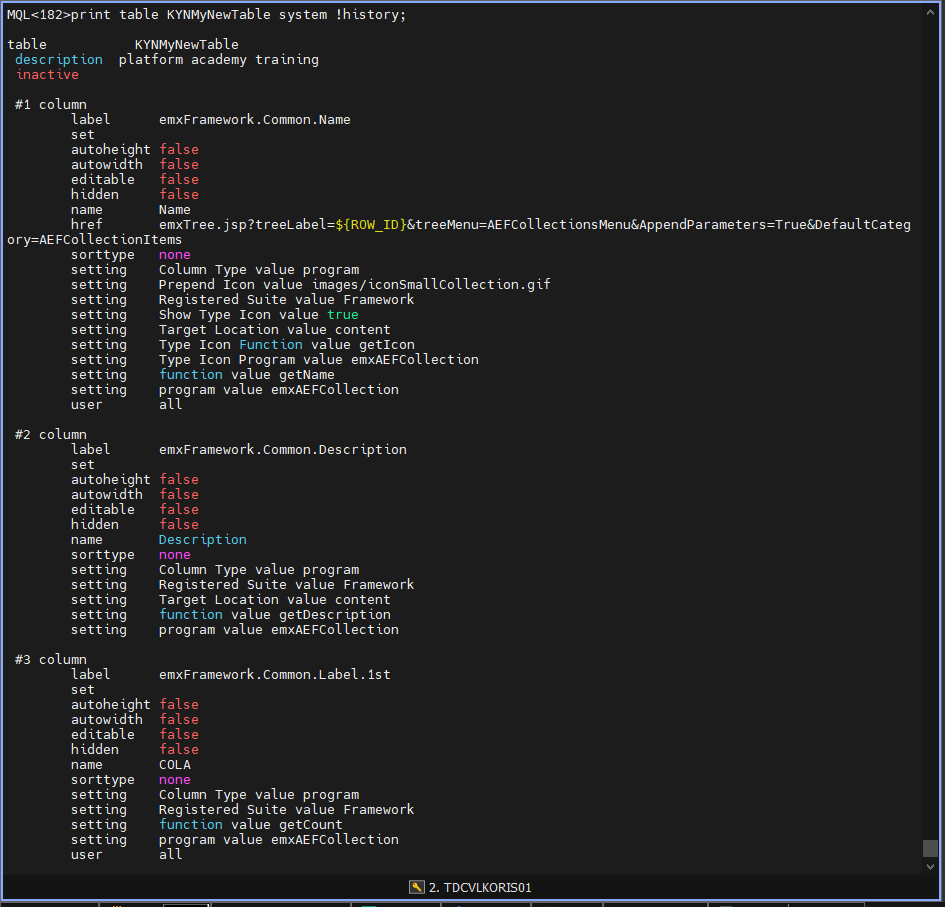 MQL<182>print table KYNMyNewTable system !history;
table KYNMyNewTable
description platform academy training
inactive
#1 column
label emxFramework.Common.Name
set
autoheight false
autowidth false
editable false
hidden false
name Name
href emxTree.jsp?treeLabel=${ROW_ID}&treeMenu=AEFCollectionsMenu&AppendParameters=True&DefaultCateg
ory=AEFCollectionItems
sorttype none
setting Column Type value program
setting Prepend Icon value images/iconSmallCollection.gif
setting Registered Suite value Framework
setting Show Type Icon value true
setting Target Location value content
setting Type Icon Function value getIcon
setting Type Icon Program value emxAEFCollection
setting function value getName
setting program value emxAEFCollection
user all
#2 column
label emxFramework.Common.Description
set
autoheight false
autowidth false
editable false
hidden false
name Description
sorttype none
setting Column Type value program
setting Registered Suite value Framework
setting Target Location value content
setting function value getDescription
setting program value emxAEFCollection
#3 column
label emxFramework.Common.Label.1st
set
autoheight false
autowidth false
editable false
hidden false
name COLA
sorttype none
setting Column Type value program
setting Registered Suite value Framework
setting function value getCount
setting program value emxAEFCollection
user all
2. TDCVLKORIS01